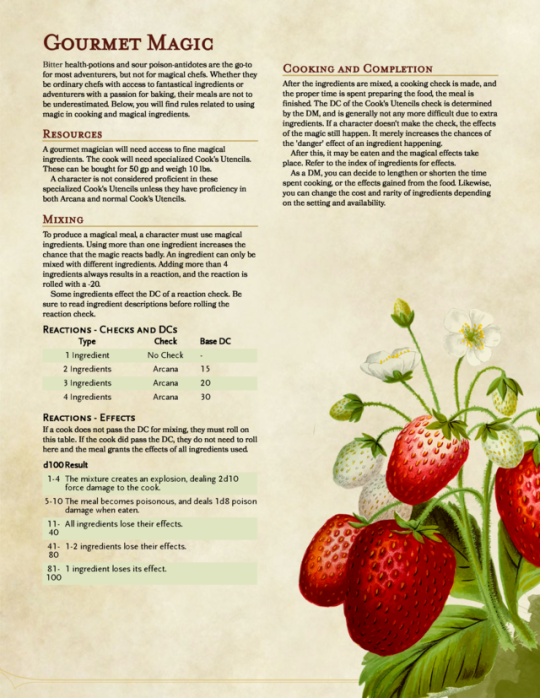 Gourmet Magic
Bitter health-potions and sour poison-antidotes are the go-to
for most adventurers, but not for magical chefs. Whether they
be ordinary chefs with access to fantastical ingredients or
adventurers with a passion for baking, their meals are not to
be underestimated. Below, you will find rules related to using
magic in cooking and magical ingredients.
Resources
A gourmet magician will need access to fine magical
ingredients. The cook will need specialized Cook's Utencils.
These can be bought for 50 gp and weigh 10 lbs.
A character is not considered proficient in these
specialized Cook's Utencils unless they have proficiency in
both Arcana and normal Cook's Utencils.
Mixing
To produce a magical meal, a character must use magical
ingredients. Using more than one ingredient increases the
chance that the magic reacts badly. An ingredient can only be
mixed with different ingredients. Adding more than 4
ingredients always results in a reaction, and the reaction is
rolled with a -20.
Some ingredients effect the DC of a reaction check. Be
sure to read ingredient descriptions before rolling the
reaction check.
Reactions - Checks and DCs
Type Check Base DC
1 Ingredient No Check -
2 Ingredients Arcana 15
3 Ingredients Arcana 20
4 Ingredients Arcana 30
Reactions - Effects
If a cook does not pass the DC for mixing, they must roll on
this table. If the cook did pass the DC, they do not need to roll
here and the meal grants the effects of all ingredients used.
d100 Result
1-4 The mixture creates an explosion, dealing 2d10
force damage to the cook.
5-10 The meal becomes poisonous, and deals 1d8 poison
damage when eaten.
11- All ingredients lose their effects.
40
41- 1-2 ingredients lose their effects.
80
81- 1 ingredient loses its effect.
100
Cooking and Completion
After the ingredients are mixed, a cooking check is made, and
the proper time is spent preparing the food, the meal is
finished. The DC of the Cook's Utencils check is determined
by the DM, and is generally not any more difficult due to extra
ingredients. If a character doesn't make the check, the effects
of the magic still happen. It merely increases the chances of
the 'danger' effect of an ingredient happening.
After this, it may be eaten and the magical effects take
place. Refer to the index of ingredients for effects.
As a DM, you can decide to lengthen or shorten the time
spent cooking, or the effects gained from the food. Likewise,
you can change the cost and rarity of ingredients depending
on the setting and availability.